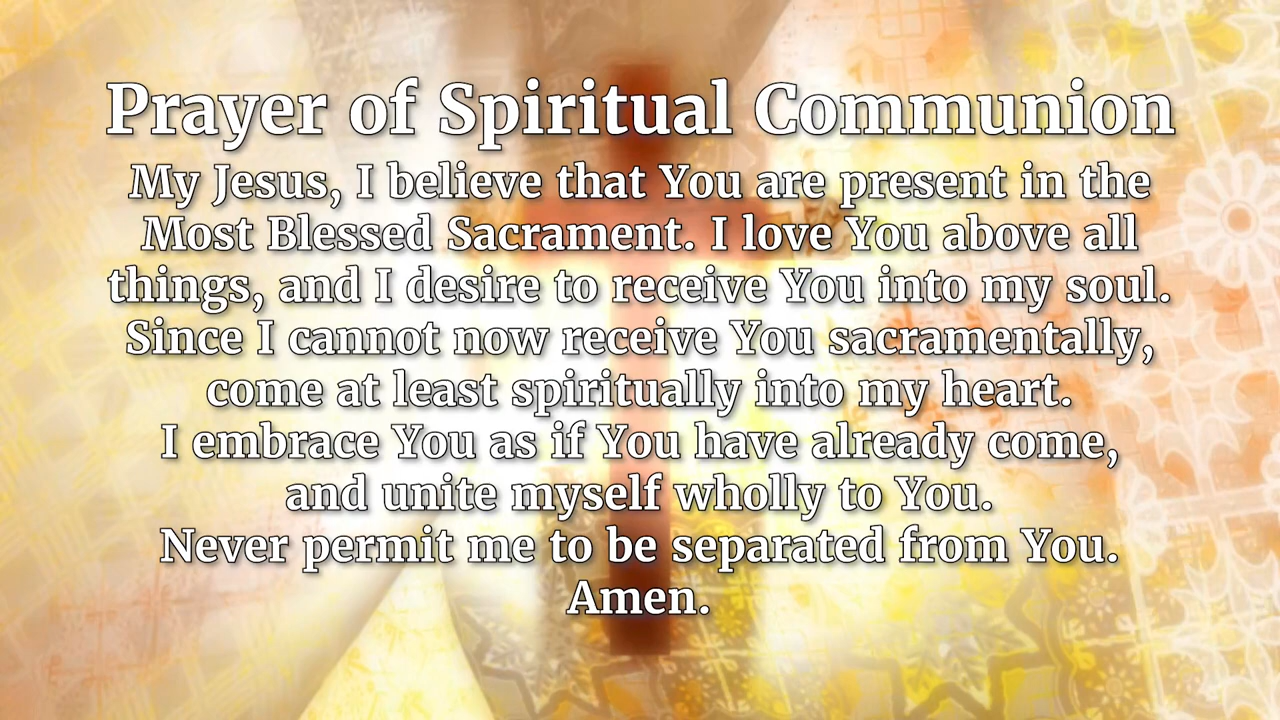 Prayer of Spiritual Communion
My Jesus, I believe that You are present in the
Most Blessed Sacrament. I love You above all
things, and I desire to receive You into my soul.
Since I cannot now receive You sacramentally,
come at least spiritually into my heart.
I embrace You as if You have already come,
and unite myself wholly to You.
Never permit me to be separated from You.
Amen.